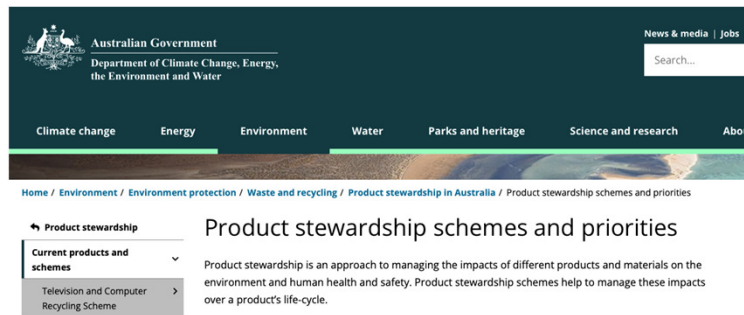 Australian Government
Department of Climate Change, Energy,
the Environment and Water
News & media | Jobs
Search...
Climate change Energy Environment Water Parks and heritage Science and research
Home / Environment / Environment protection / Waste and recycling / Product stewardship in Australia / Product stewardship schemes and priorities
Product stewardship
Product stewardship schemes and priorities
Current products and
schemes
Television and Computer
Recycling Scheme
Product stewardship is an approach to managing the impacts of different products and materials on the
environment and human health and safety. Product stewardship schemes help to manage these impacts
over a product's life-cycle.